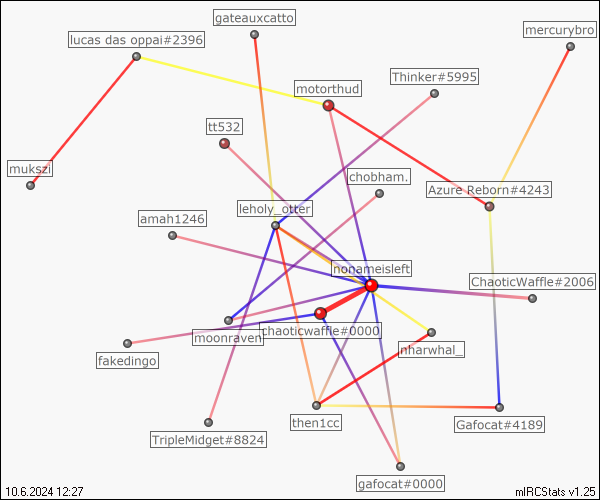 gateauxcatto
mercurybro
lucas das oppai#2396
Thinker#5995
motorthud
tt532
mukszi
chobham.
Azure Reborn#4243
leholy_otter
amah1246
nonameisleft
ChaoticWaffle#2006
moonraven
chaoticwaffle#0000
nharwhal_
fakedingo
then1cc
Gafocat#4189
TripleMidget#8824
gafocat#0000
10.6.2024 12:27
mIRCStats v1.25